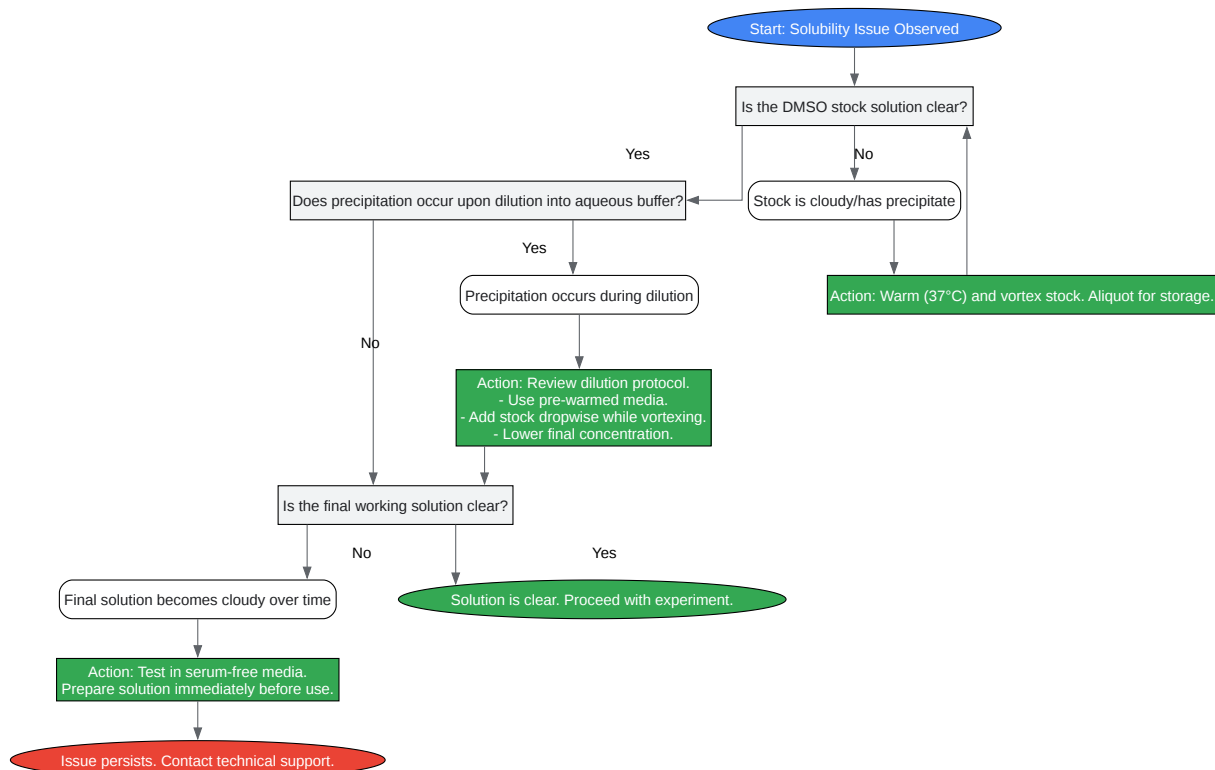 Start: Solubility Issue Observed
Is the DMSO stock solution clear?
Yes
No
Does precipitation occur upon dilution into aqueous buffer?
Stock is cloudy/has precipitate
Yes
Precipitation occurs during dilution
Action: Warm (37°C) and vortex stock. Aliquot for storage.
No
Action: Review dilution protocol.
- Use pre-warmed media.
- Add stock dropwise while vortexing.
- Lower final concentration.
Is the final working solution clear?
No
Yes
Final solution becomes cloudy over time
Solution is clear. Proceed with experiment.
Action: Test in serum-free media.
Prepare solution immediately before use.
Issue persists. Contact technical support.